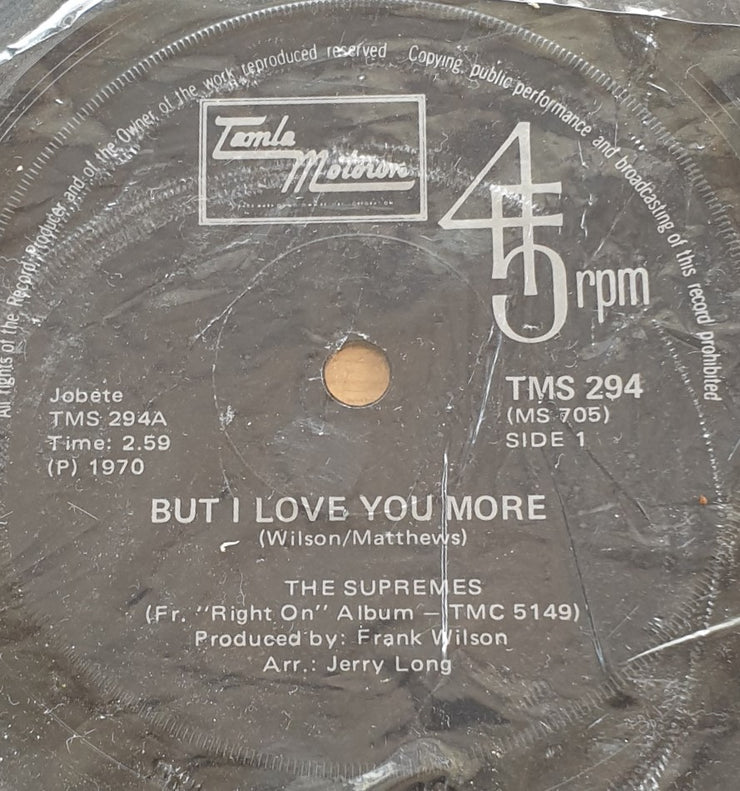 All rights of the Record Producer and of the Owner of the work reproduced reserved Copying, public performance and broadcasting of this record prohibited
Tamla
Motown
45 rpm
Jobete
TMS 294A
Time: 2.59
(P) 1970
TMS 294
(MS 705)
SIDE 1
BUT I LOVE YOU MORE
(Wilson/Matthews)
THE SUPREMES
(Fr. "Right On" Album – TMC 5149)
Produced by: Frank Wilson
Arr.: Jerry Long